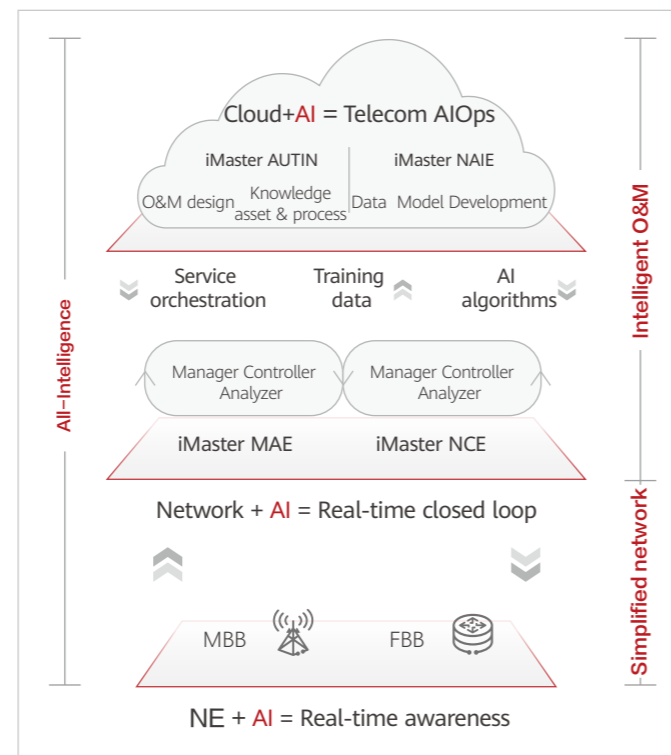 Cloud+AI = Telecom AIOps
iMaster AUTIN
iMaster NAIE
O&M design
Knowledge
asset & process
Data
Model Development
Service
orchestration
Training
data
AI
algorithms
Manager Controller
Analyzer
Manager Controller
Analyzer
iMaster MAE
iMaster NCE
Network + AI = Real-time closed loop
MBB
FBB
NE + AI = Real-time awareness
All-Intelligence
Intelligent O&M
Simplified network